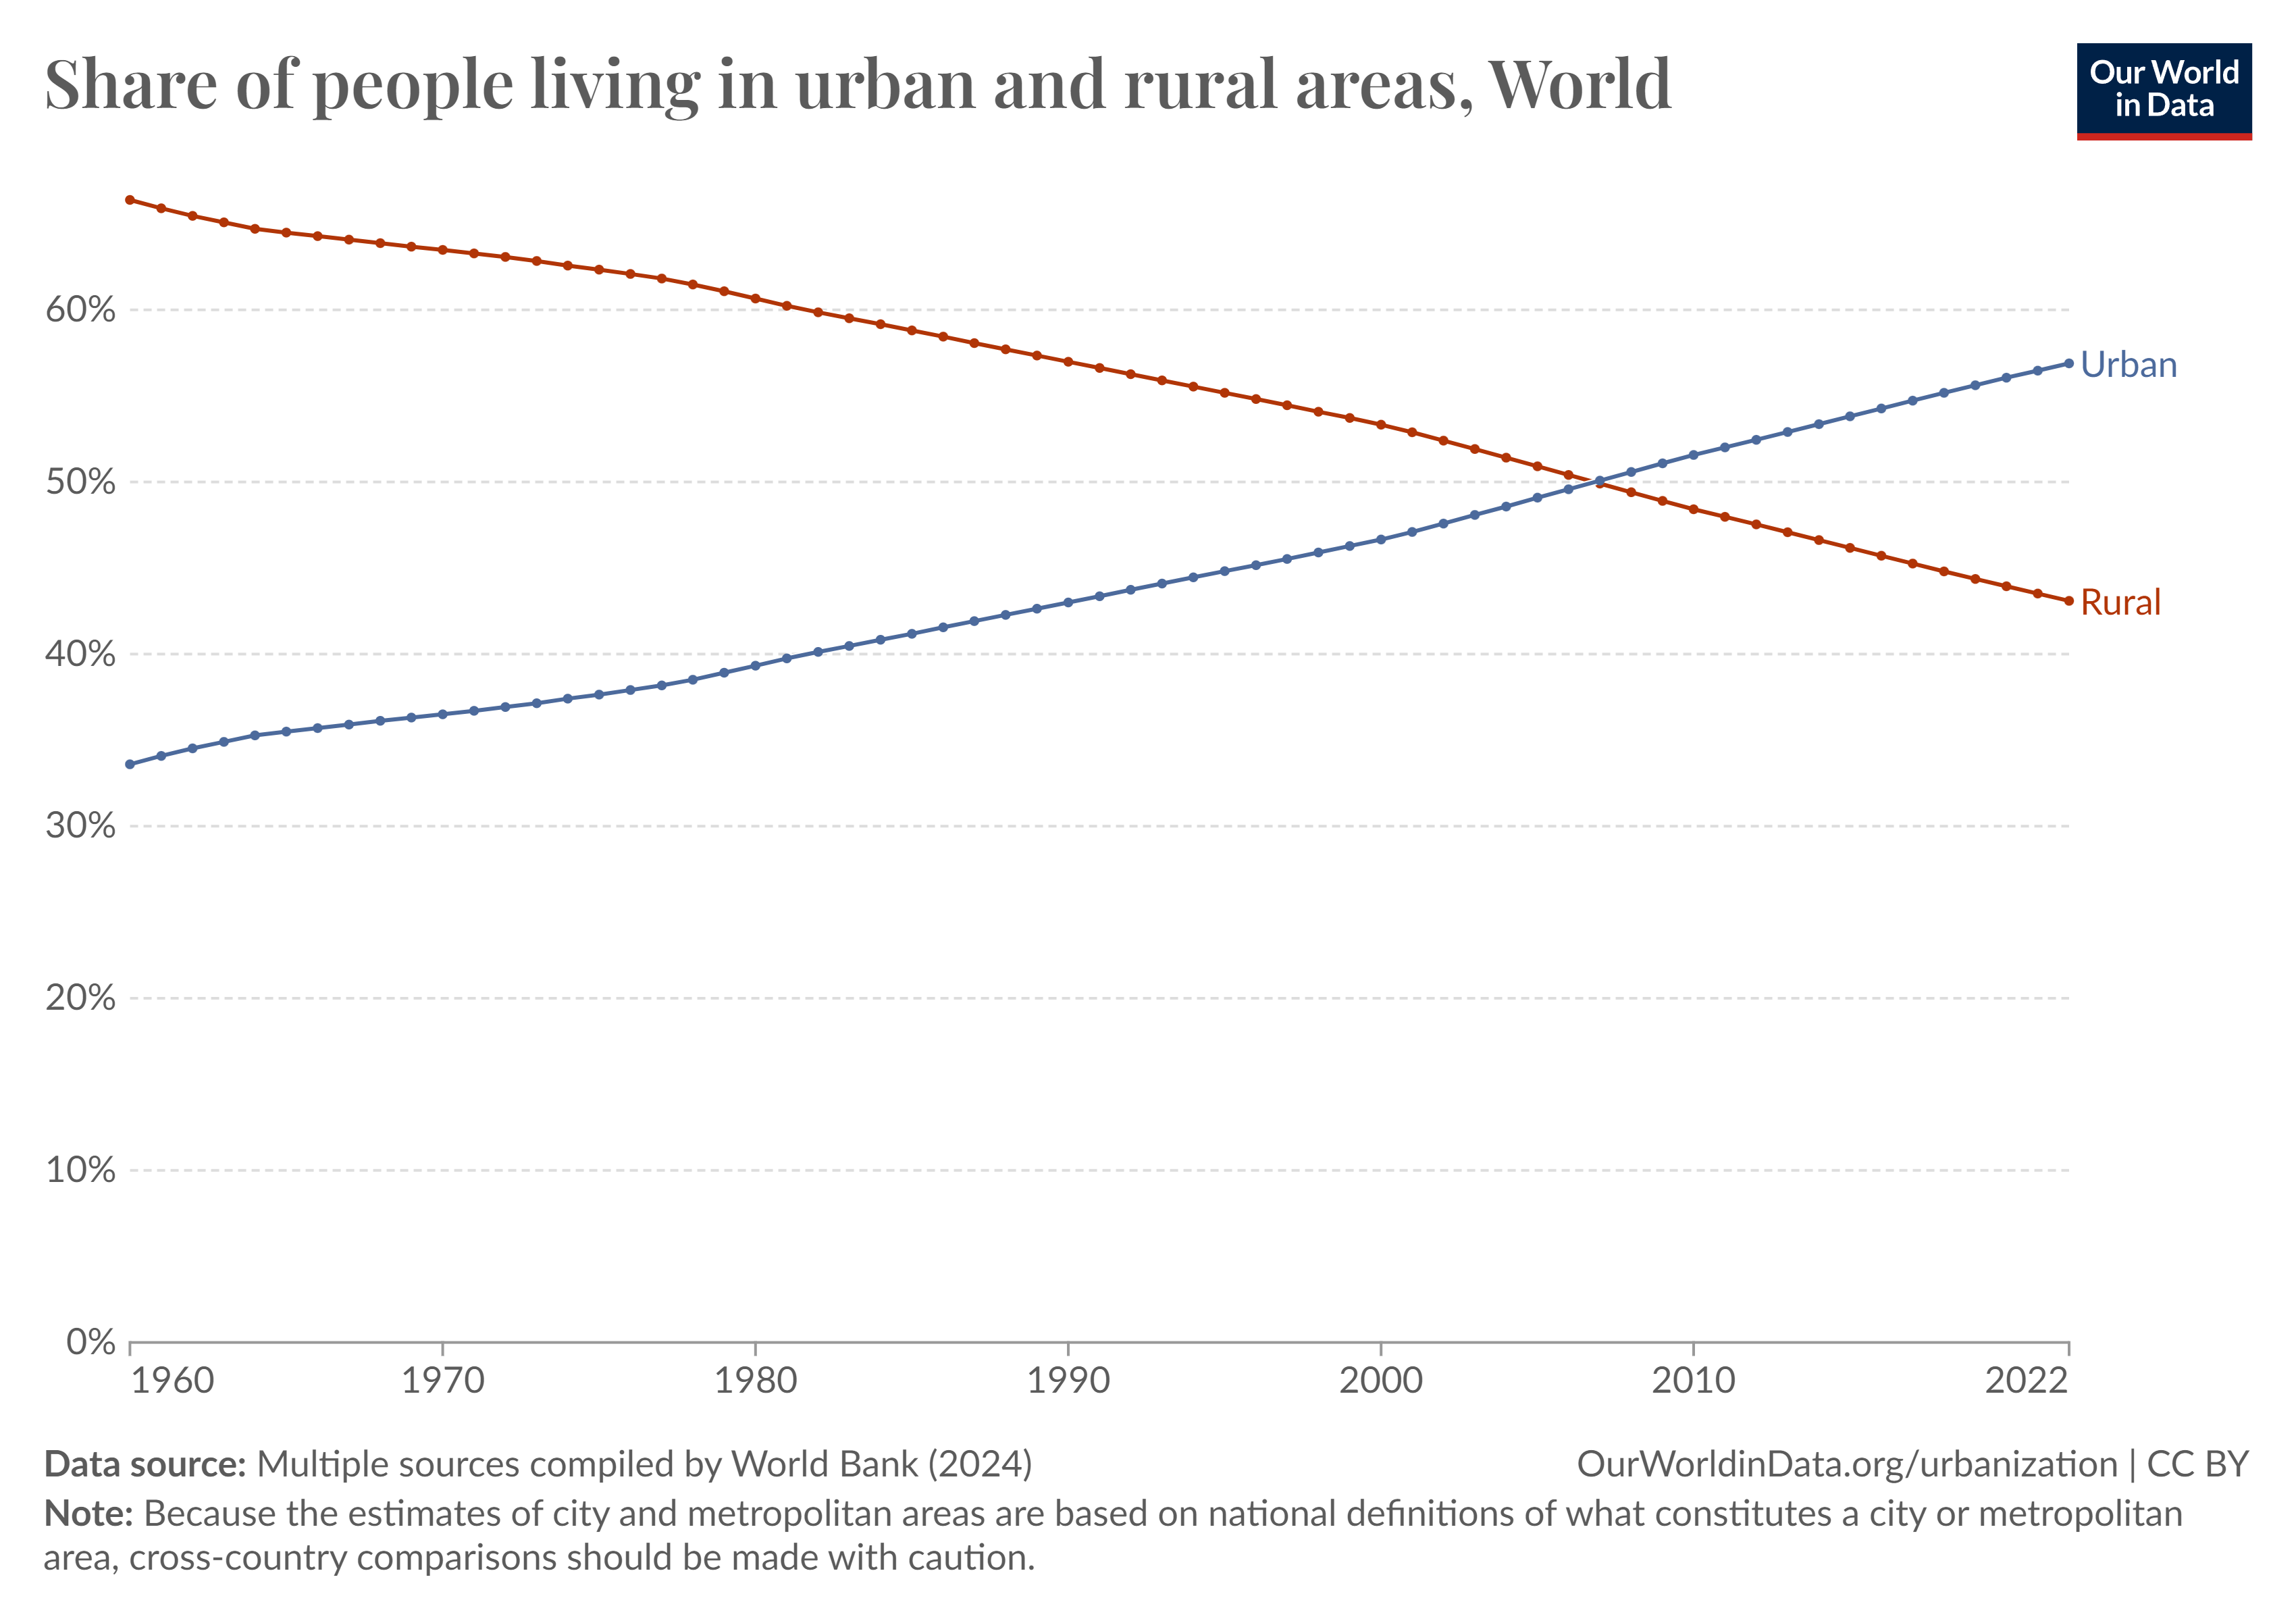 Share of people living in urban and rural areas, World
Our World
in Data
60%
50%
40%
30%
20%
10%
0%
Urban
Rural
1960 1970 1980 1990 2000 2010 2022
Data source: Multiple sources compiled by World Bank (2024)
OurWorldinData.org/urbanization | CC BY
Note: Because the estimates of city and metropolitan areas are based on national definitions of what constitutes a city or metropolitan
area, cross-country comparisons should be made with caution.